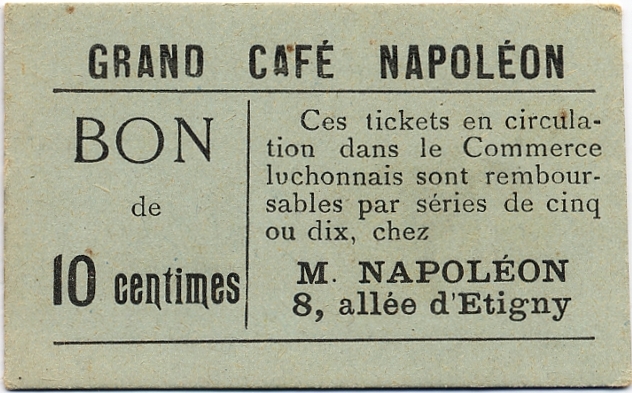 GRAND CAFÉ NAPOLÉON
BON
de
10 centimes
Ces tickets en circula-
tion dans le Commerce
luchonnais sont rembour-
sables par séries de cinq
ou dix, chez
M. NAPOLÉON
8, allée d'Etigny